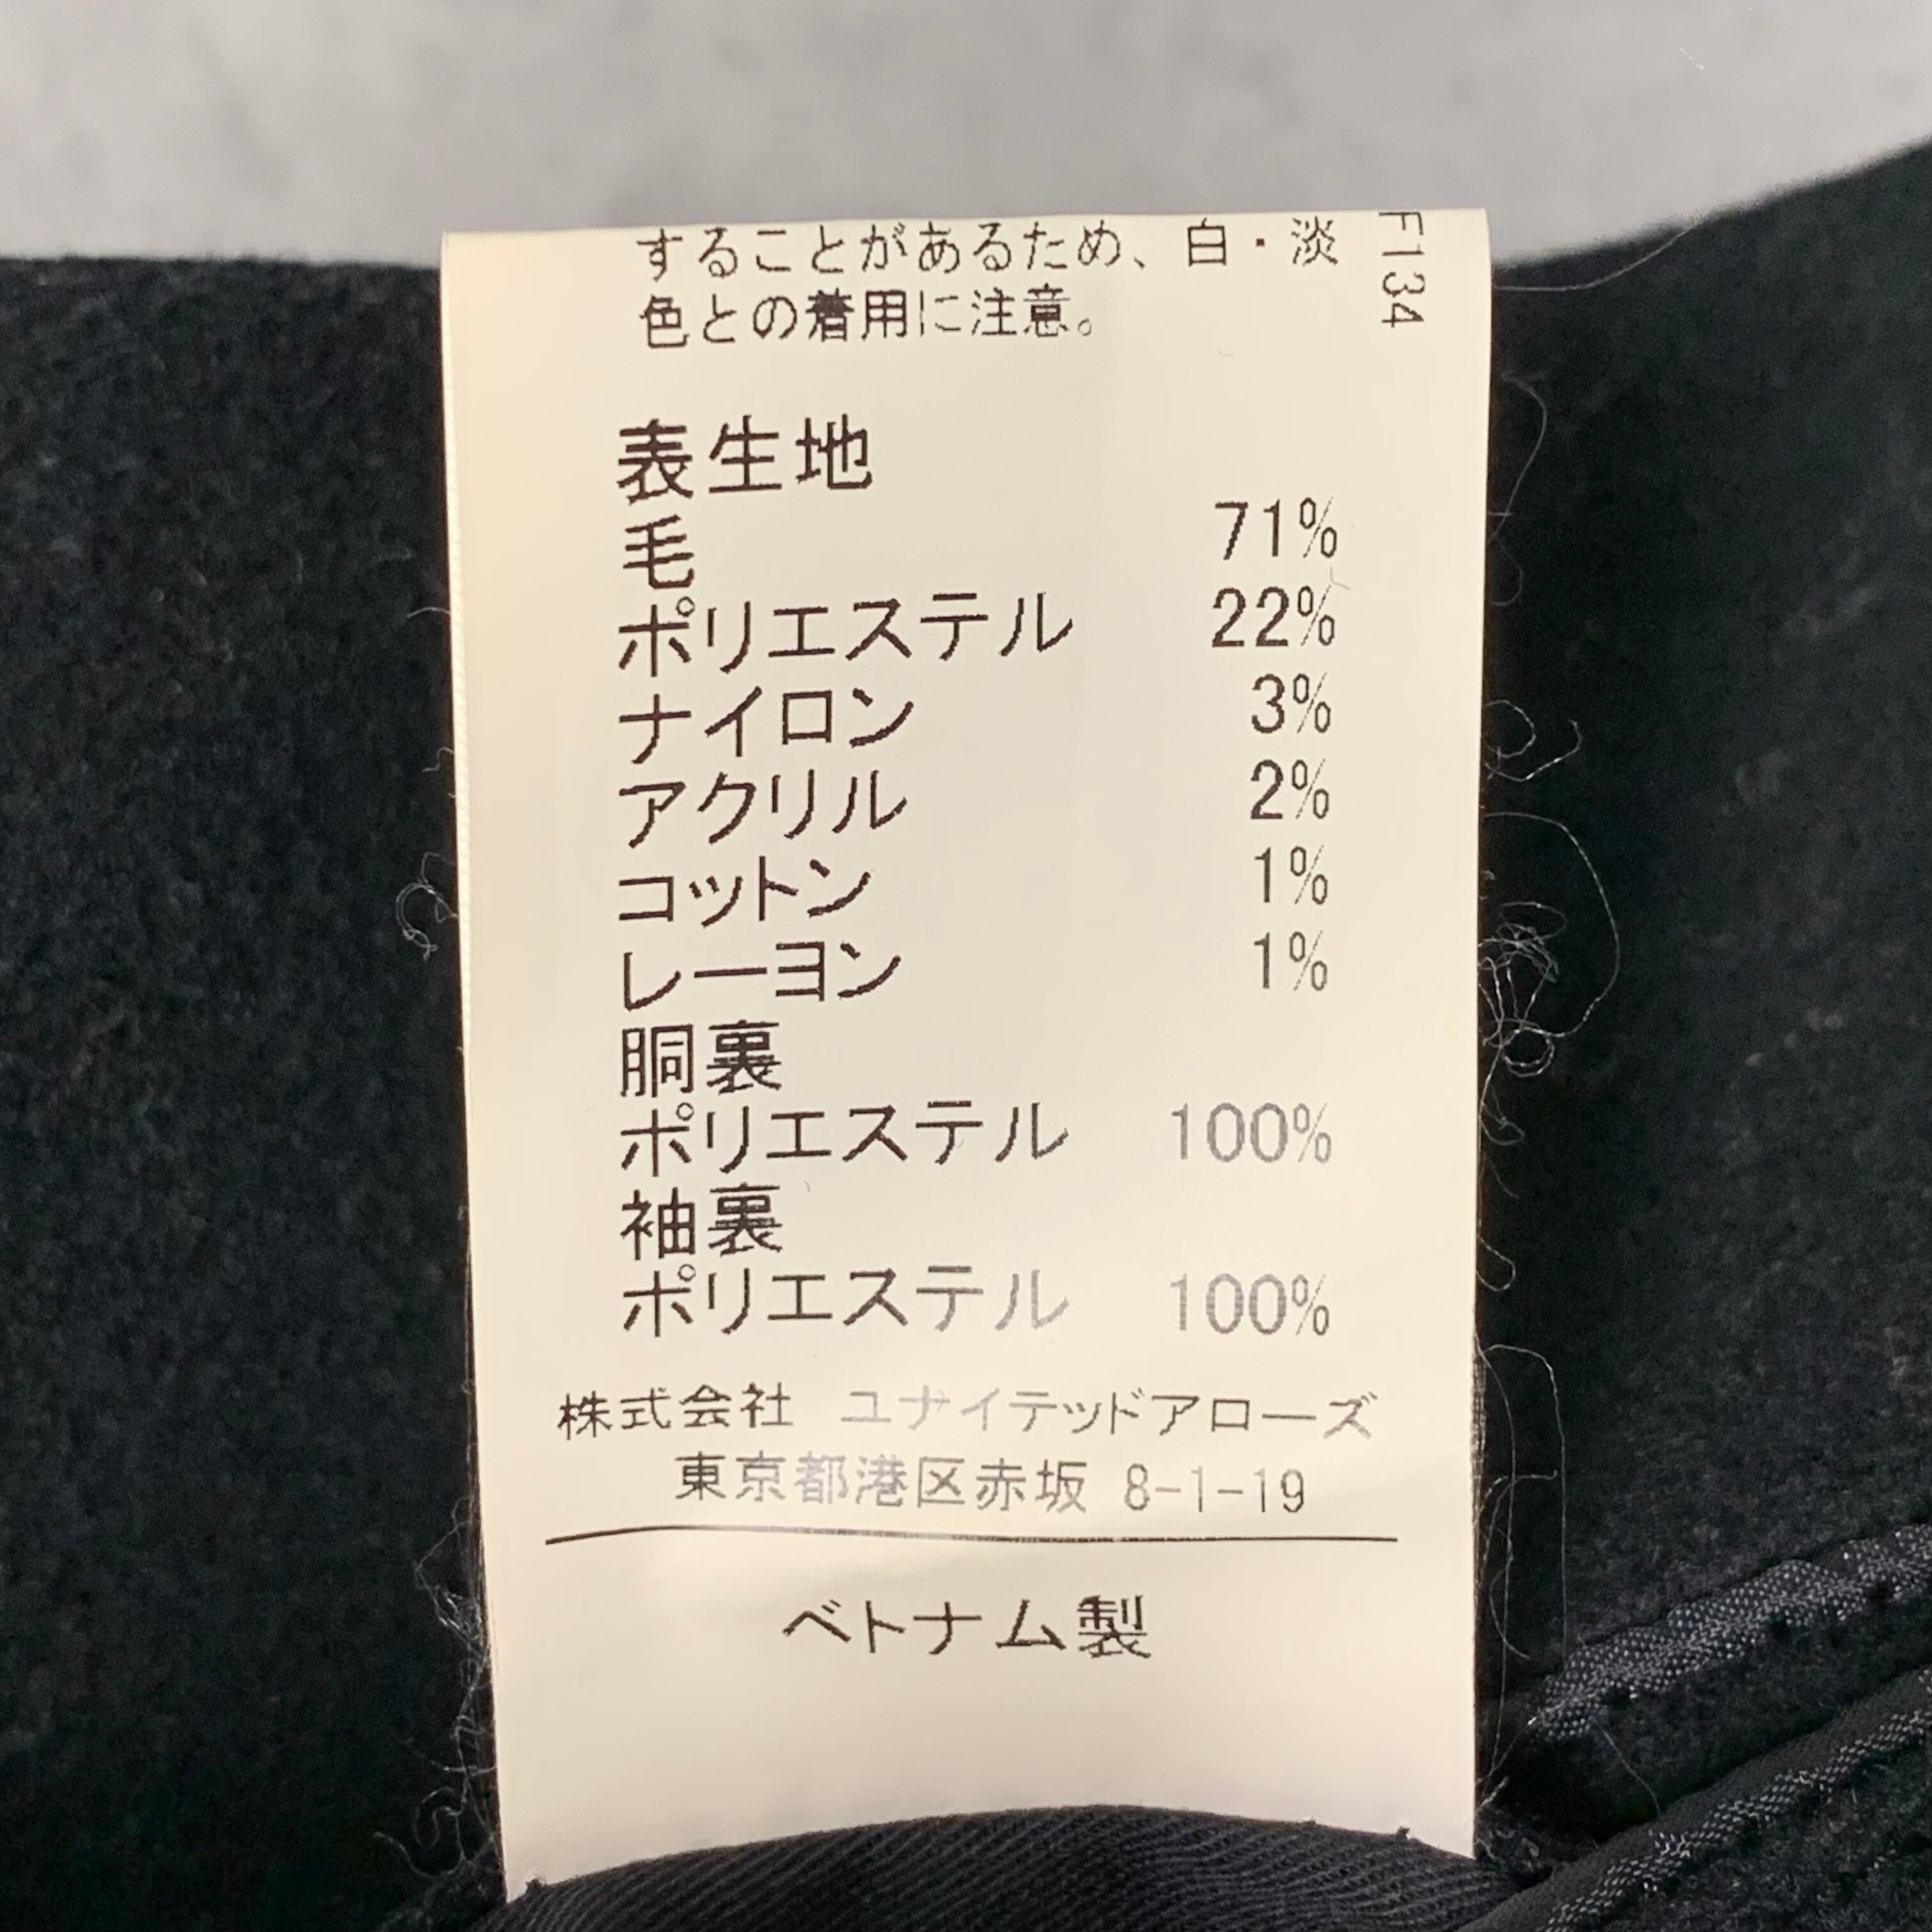 することがあるため、白・淡
色との着用に注意。
F134
表生地
毛 71%
ポリエステル 22%
ナイロン 3%
アクリル 2%
コットン 1%
レーヨン 1%
胴裏
ポリエステル 100%
袖裏
ポリエステル 100%
株式会社 ユナイテッドアローズ
東京都港区赤坂 8-1-19
ベトナム製